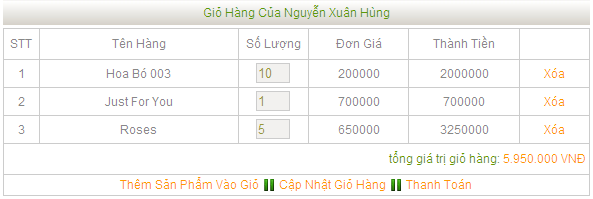 Giỏ Hàng Của Nguyễn Xuân Hùng
STT Tên Hàng Số Lượng Đơn Giá Thành Tiền
1 Hoa Bó 003 10 200000 2000000 Xóa
2 Just For You 1 700000 700000 Xóa
3 Roses 5 650000 3250000 Xóa
tổng giá trị giỏ hàng: 5.950.000 VNĐ
Thêm Sản Phẩm Vào Giỏ Cập Nhật Giỏ Hàng Thanh Toán